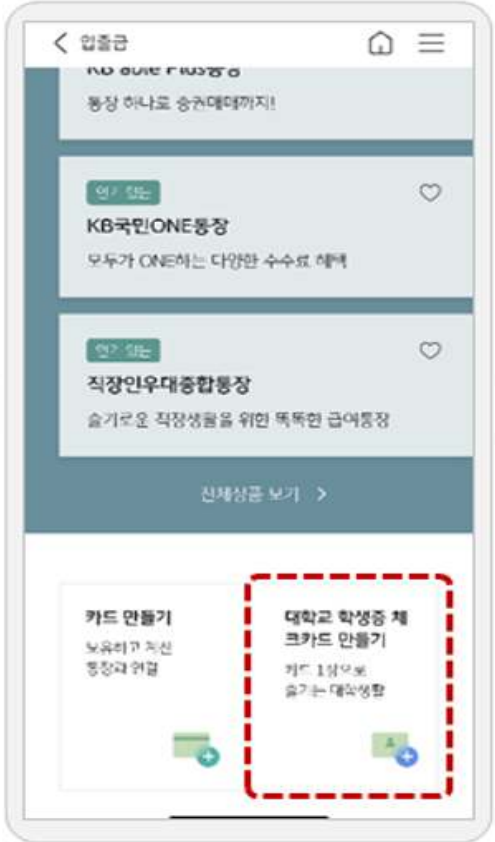 입출금
KB able Plus통장
통장 하나로 증권매매까지!
인기 있는
KB국민ONE통장
모두가 ONE하는 다양한 수수료 혜택
인기 있는
직장인우대종합통장
슬기로운 직장생활을 위한 똑똑한 급여통장
전체상품 보기 >
카드 만들기
보유하고 계신
통장과 연결
대학교 학생증 체
크카드 만들기
카드 1장으로
즐기는 대학생활